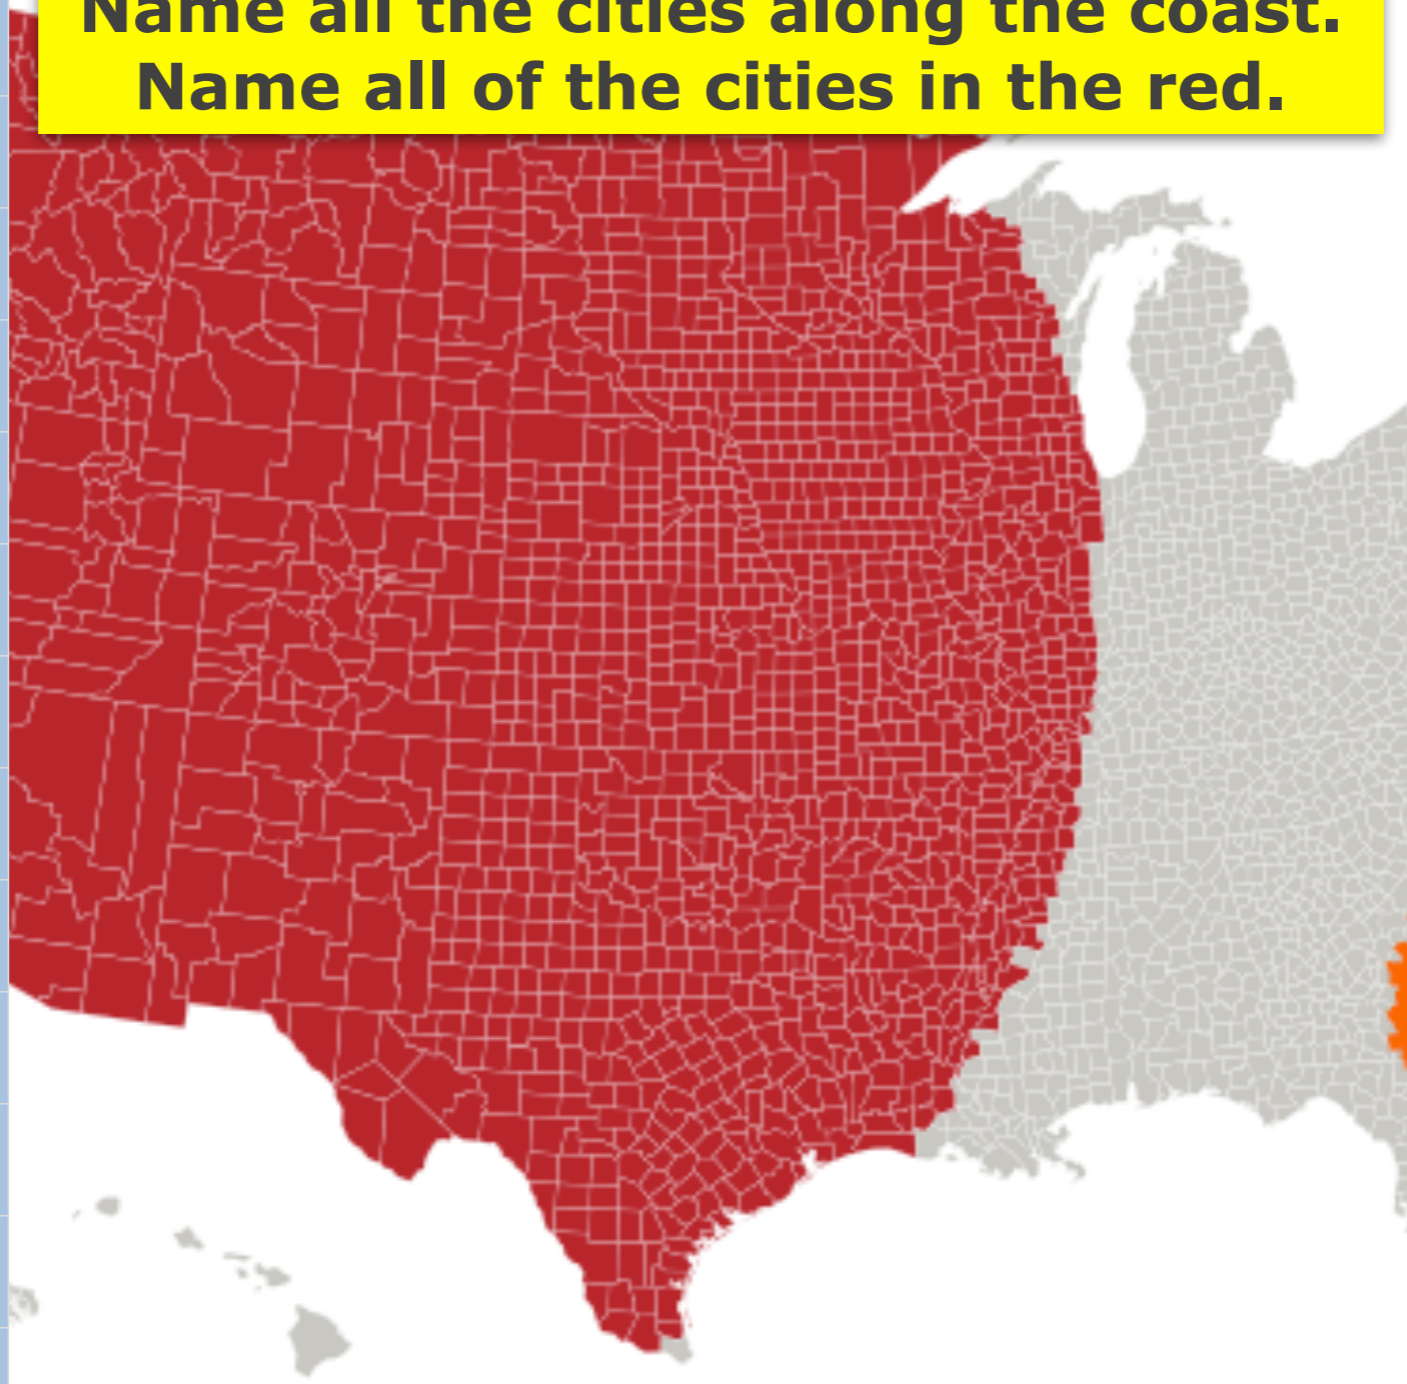 Name all the cities along the coast.
Name all of the cities in the red.